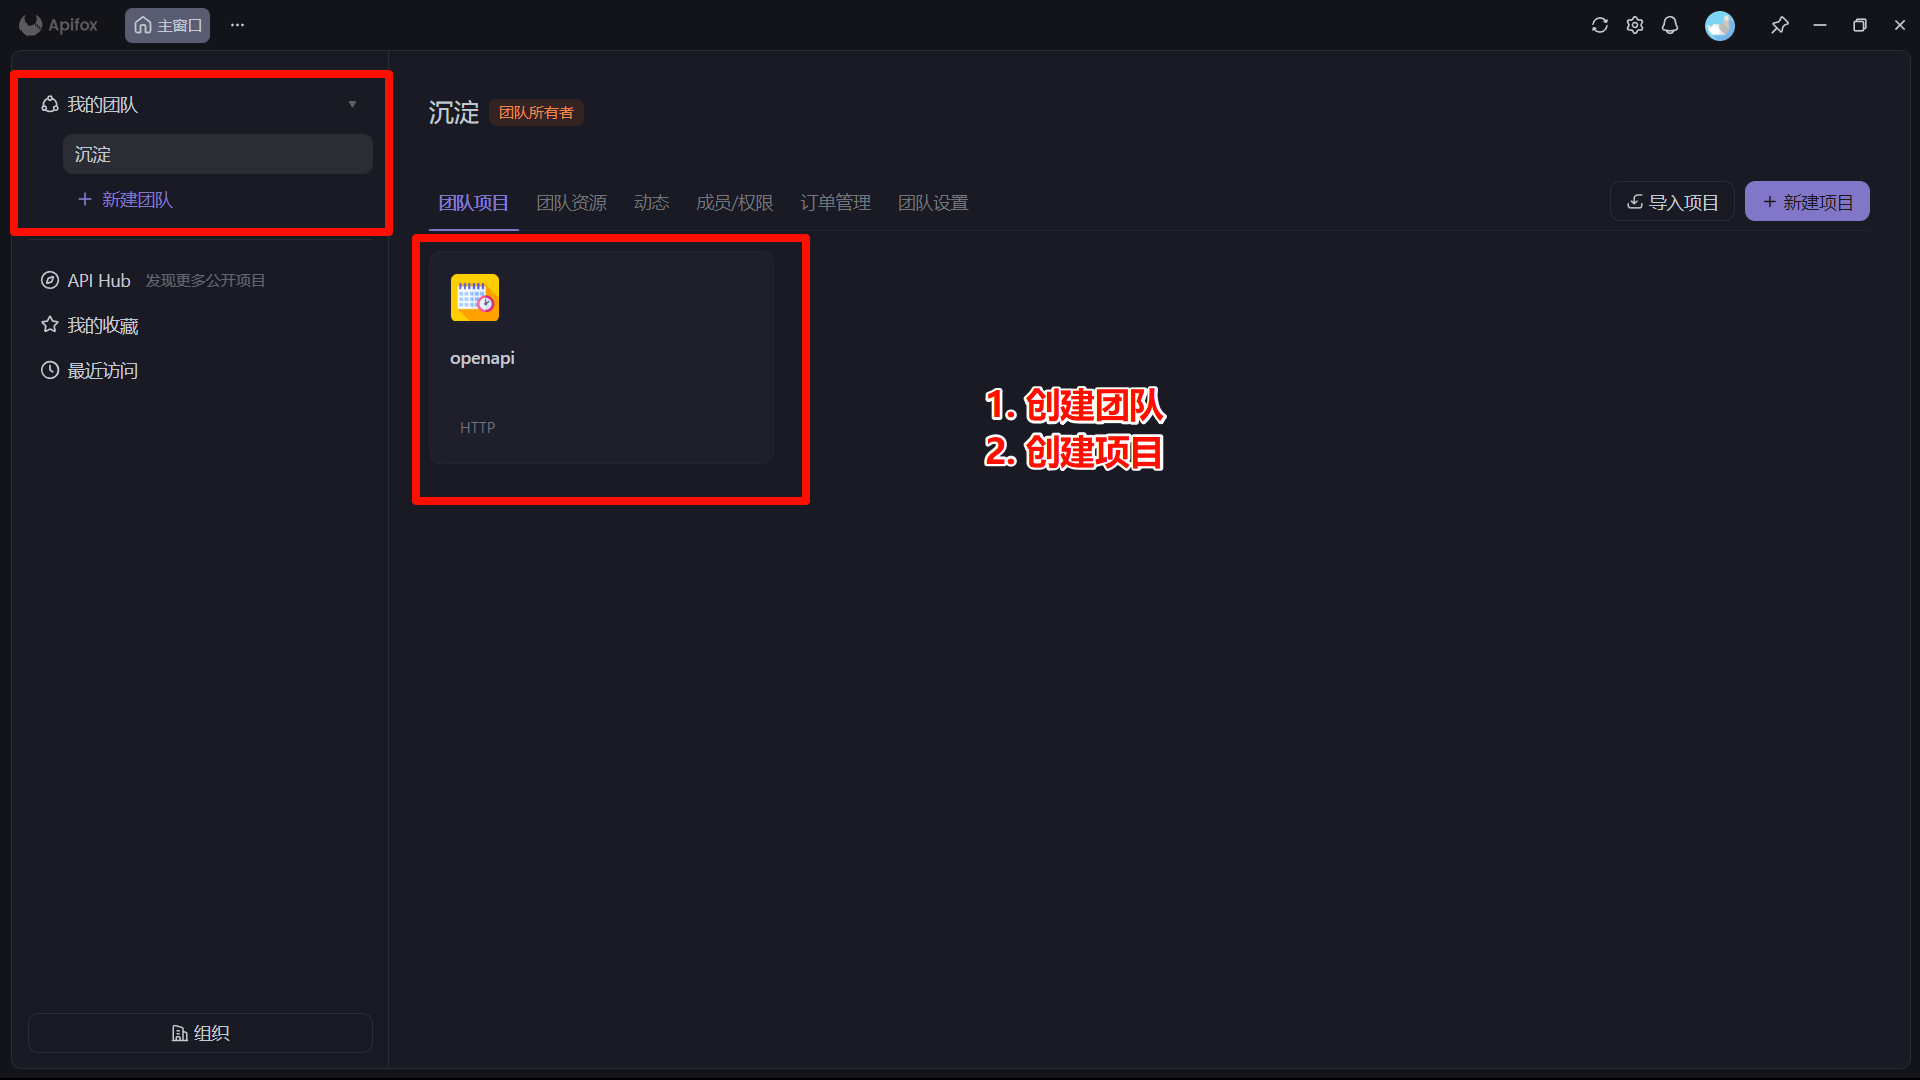 Apifox 主窗口 ···
我的团队
沉淀
新建团队
API Hub 发现更多公开项目
我的收藏
最近访问
组织
沉淀 团队所有者
团队项目 团队资源 动态 成员/权限 订单管理 团队设置
导入项目 + 新建项目
openapi
HTTP
1. 创建团队
2. 创建项目